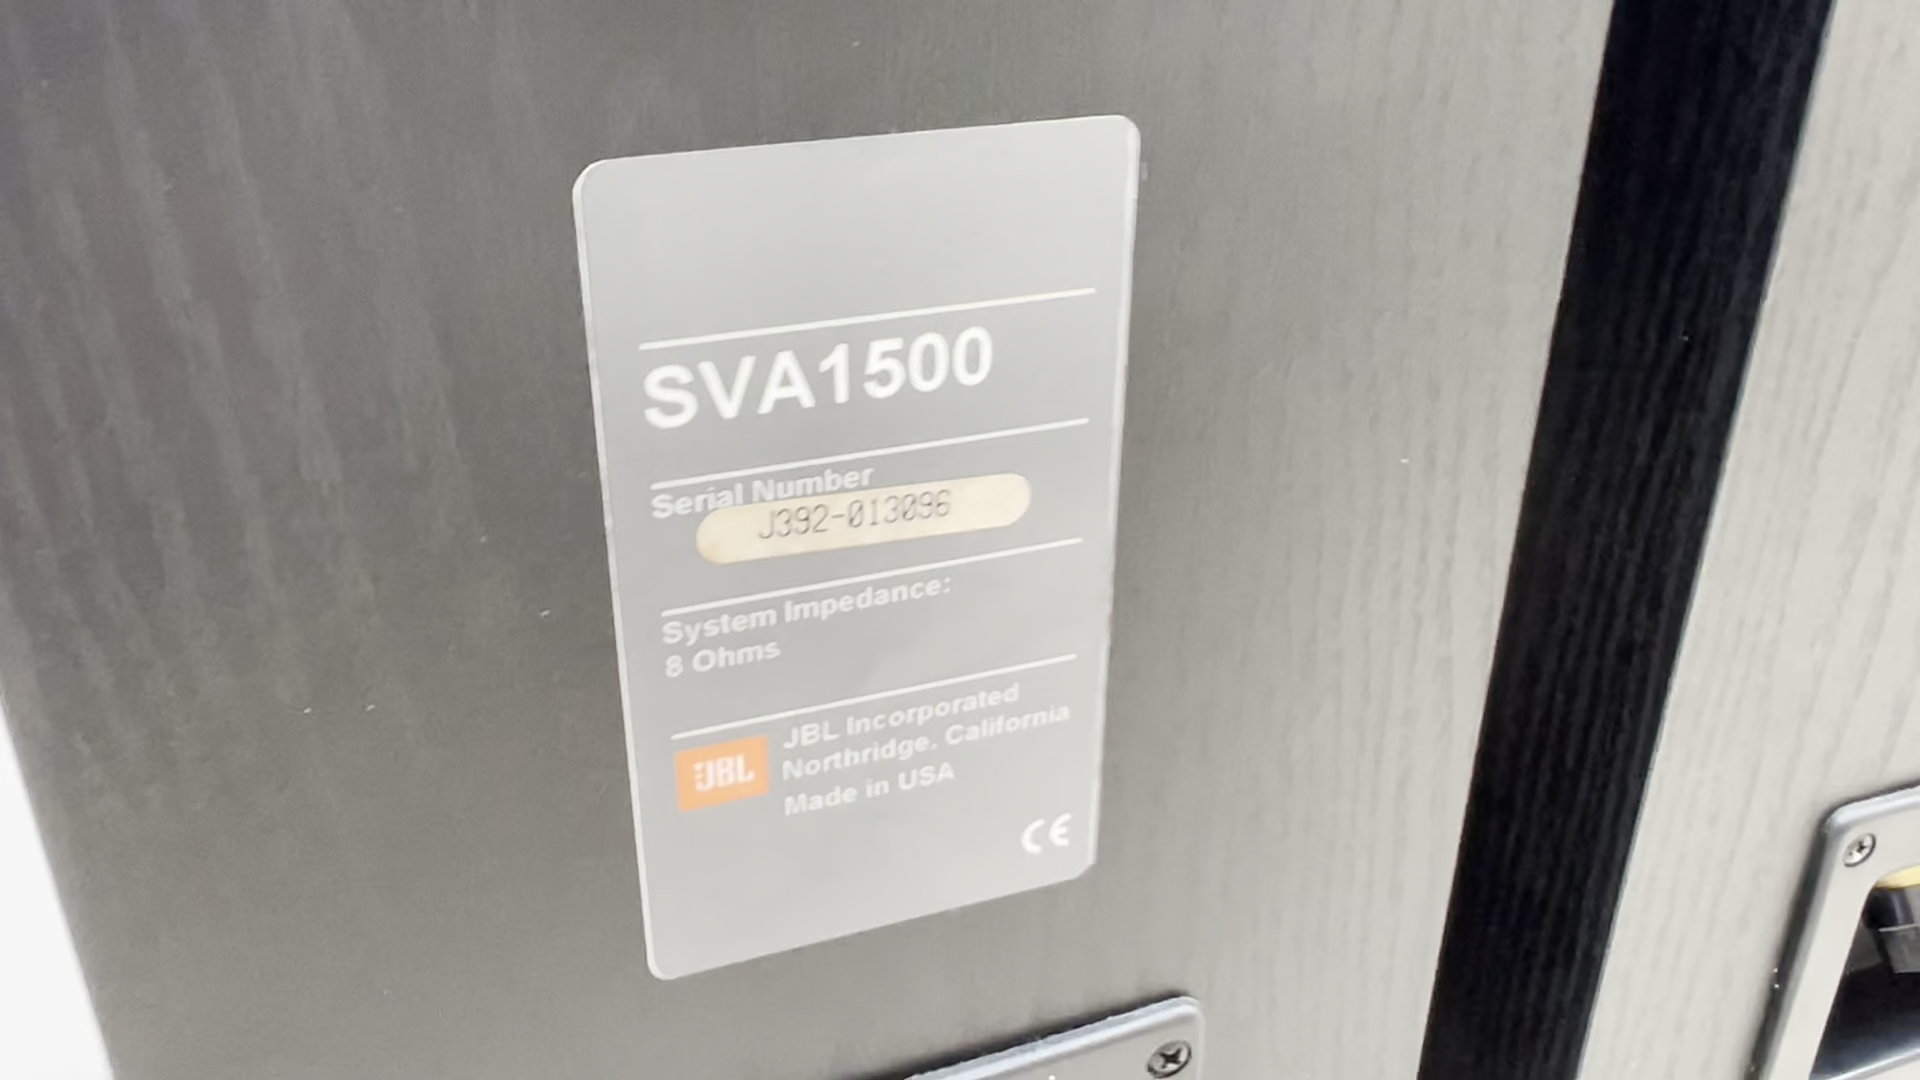 SVA1500
Serial Number
J392-013096
System Impedance:
8 Ohms
JBL
JBL Incorporated
Northridge, California
Made in USA
CE